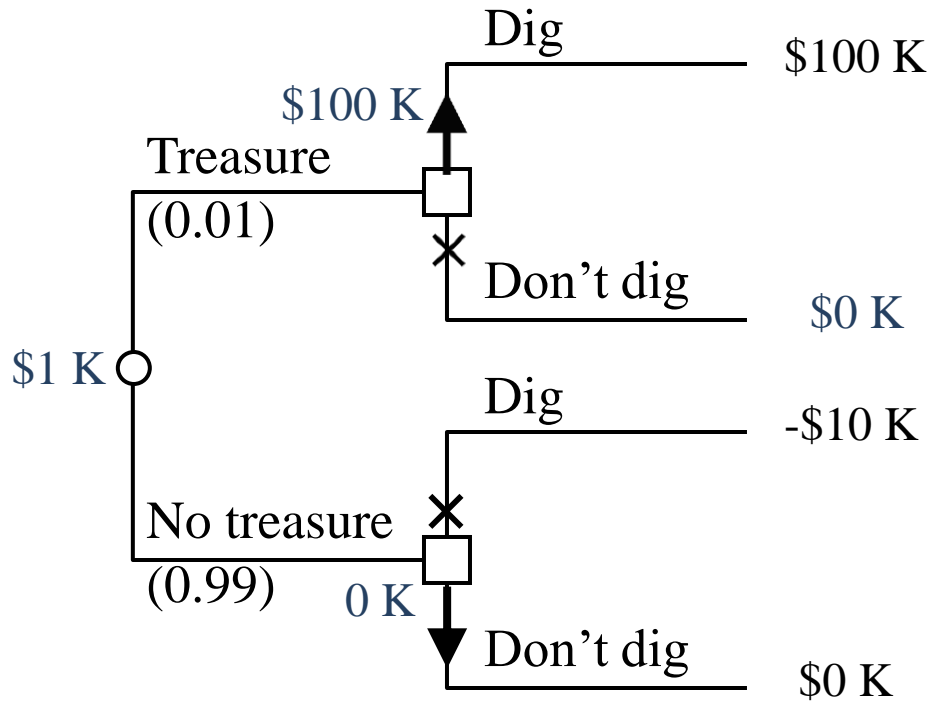 Dig
$100 K
$100 K
Treasure
(0.01)
Don’t dig
$0 K
$1 K
Dig
-$10 K
No treasure
(0.99)
0 K
Don’t dig
$0 K